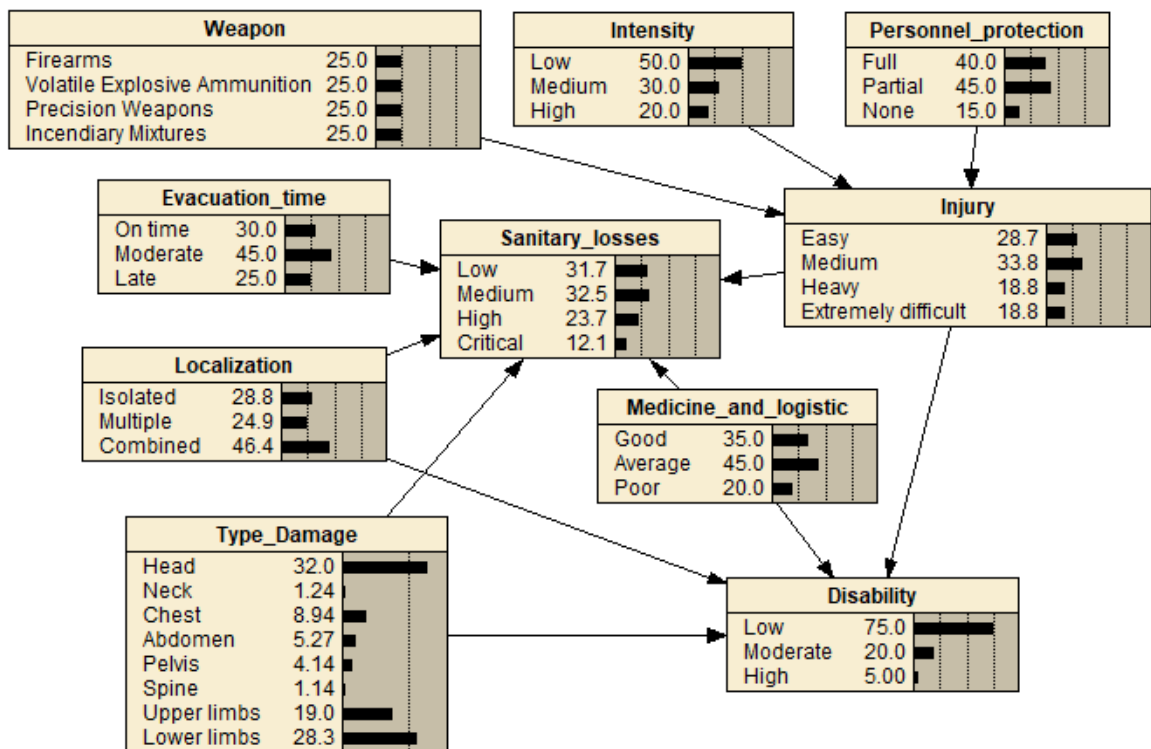 Weapon
Firearms 25.0
Volatile Explosive Ammunition 25.0
Precision Weapons 25.0
Incendiary Mixtures 25.0
Intensity
Low 50.0
Medium 30.0
High 20.0
Personnel_protection
Full 40.0
Partial 45.0
None 15.0
Evacuation_time
On time 30.0
Moderate 45.0
Late 25.0
Sanitary_losses
Low 31.7
Medium 32.5
High 23.7
Critical 12.1
Injury
Easy 28.7
Medium 33.8
Heavy 18.8
Extremely difficult 18.8
Localization
Isolated 28.8
Multiple 24.9
Combined 46.4
Medicine_and_logistic
Good 35.0
Average 45.0
Poor 20.0
Type_Damage
Head 32.0
Neck 1.24
Chest 8.94
Abdomen 5.27
Pelvis 4.14
Spine 1.14
Upper limbs 19.0
Lower limbs 28.3
Disability
Low 75.0
Moderate 20.0
High 5.00